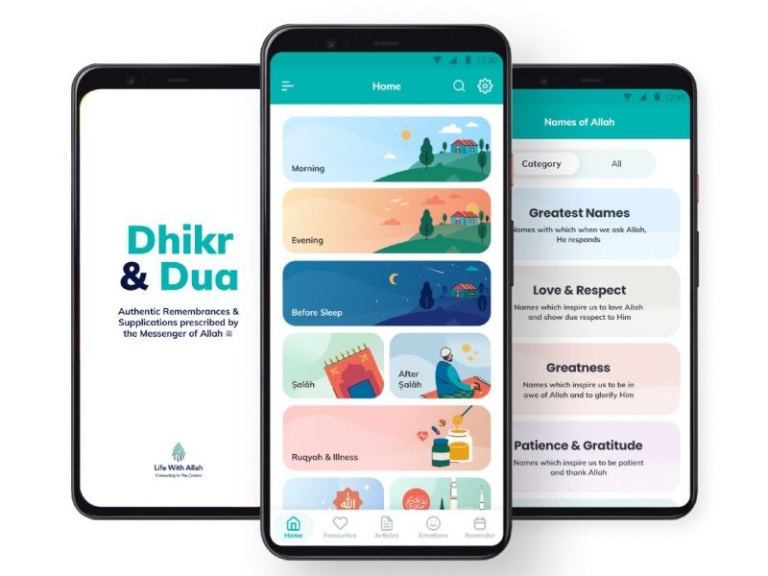 Dhikr
& Dua
Authentic Remembrances &
Supplications prescribed by
the Messenger of Allah ﷺ
Life With Allah
Connecting to The Creator
12:30
Home
Morning
Evening
Before Sleep
Ṣalāh
After
Ṣalāh
Ruqyah & Illness
الله
Home
Favourites
Articles
Emotions
Reminder
12:30
Names of Allah
Category
All
Greatest Names
Names with which when we ask Allah,
He responds
Love & Respect
Names which inspire us to love Allah
and show due respect to Him
Greatness
Names which inspire us to be in
awe of Allah and to glorify Him
Patience & Gratitude
Names which inspire us to be patient
and thank Allah